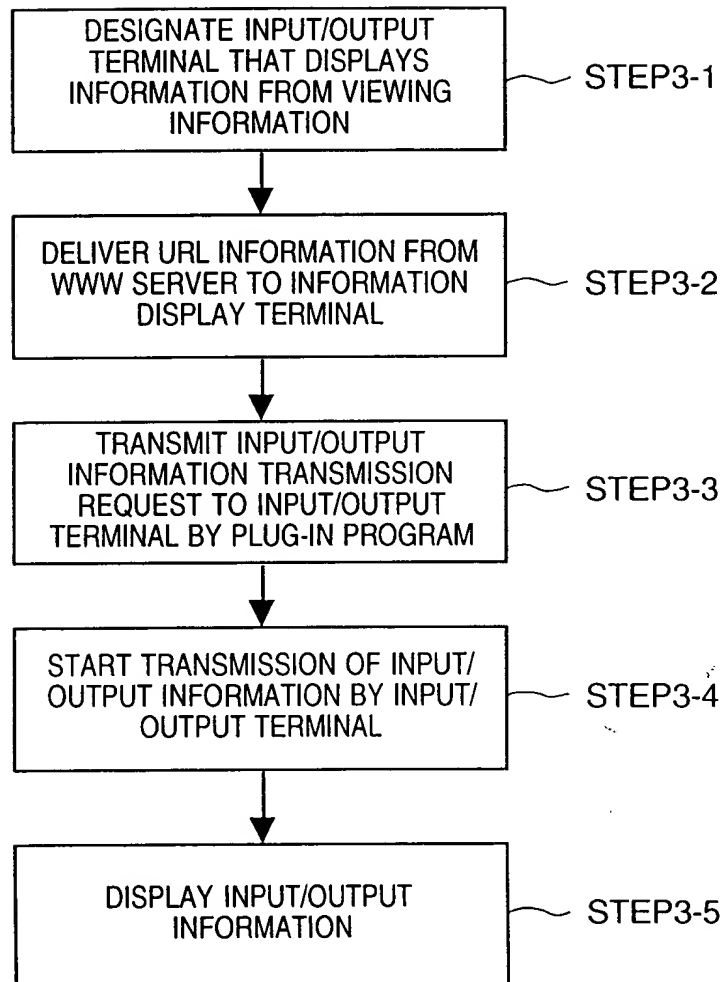 DESIGNATE INPUT/OUTPUT
TERMINAL THAT DISPLAYS
INFORMATION FROM VIEWING
INFORMATION
STEP3-1
DELIVER URL INFORMATION FROM
WWW SERVER TO INFORMATION
DISPLAY TERMINAL
STEP3-2
TRANSMIT INPUT/OUTPUT
INFORMATION TRANSMISSION
REQUEST TO INPUT/OUTPUT
TERMINAL BY PLUG-IN PROGRAM
STEP3-3
START TRANSMISSION OF INPUT/
OUTPUT INFORMATION BY INPUT/
OUTPUT TERMINAL
STEP3-4
DISPLAY INPUT/OUTPUT
INFORMATION
STEP3-5